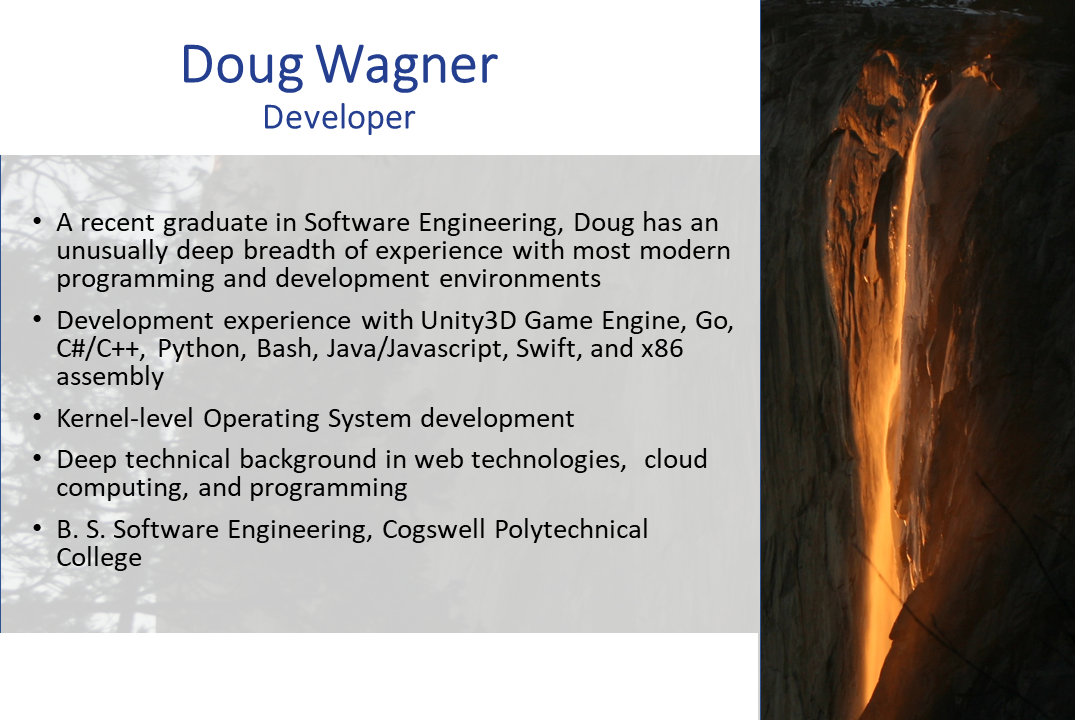 Doug Wagner
Developer
• A recent graduate in Software Engineering, Doug has an
unusually deep breadth of experience with most modern
programming and development environments
• Development experience with Unity3D Game Engine, Go,
C#/C++, Python, Bash, Java/Javascript, Swift, and x86
assembly
• Kernel-level Operating System development
• Deep technical background in web technologies, cloud
computing, and programming
• B. S. Software Engineering, Cogswell Polytechnical
College